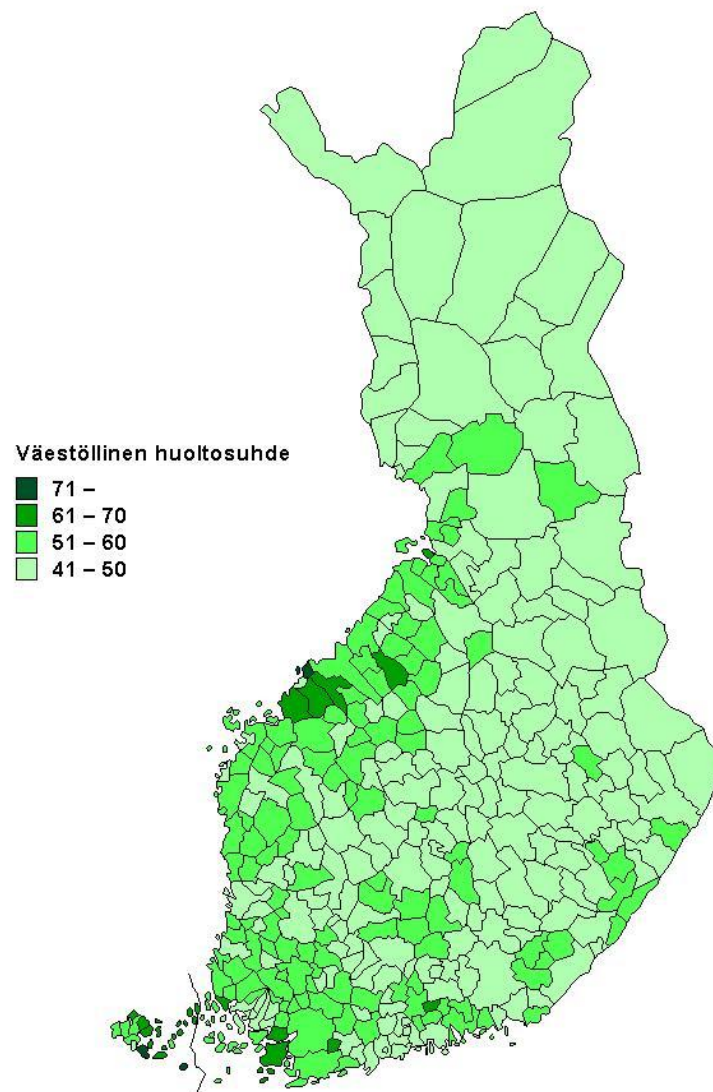 Väestöllinen huoltosuhde
71 –
61 – 70
51 – 60
41 – 50